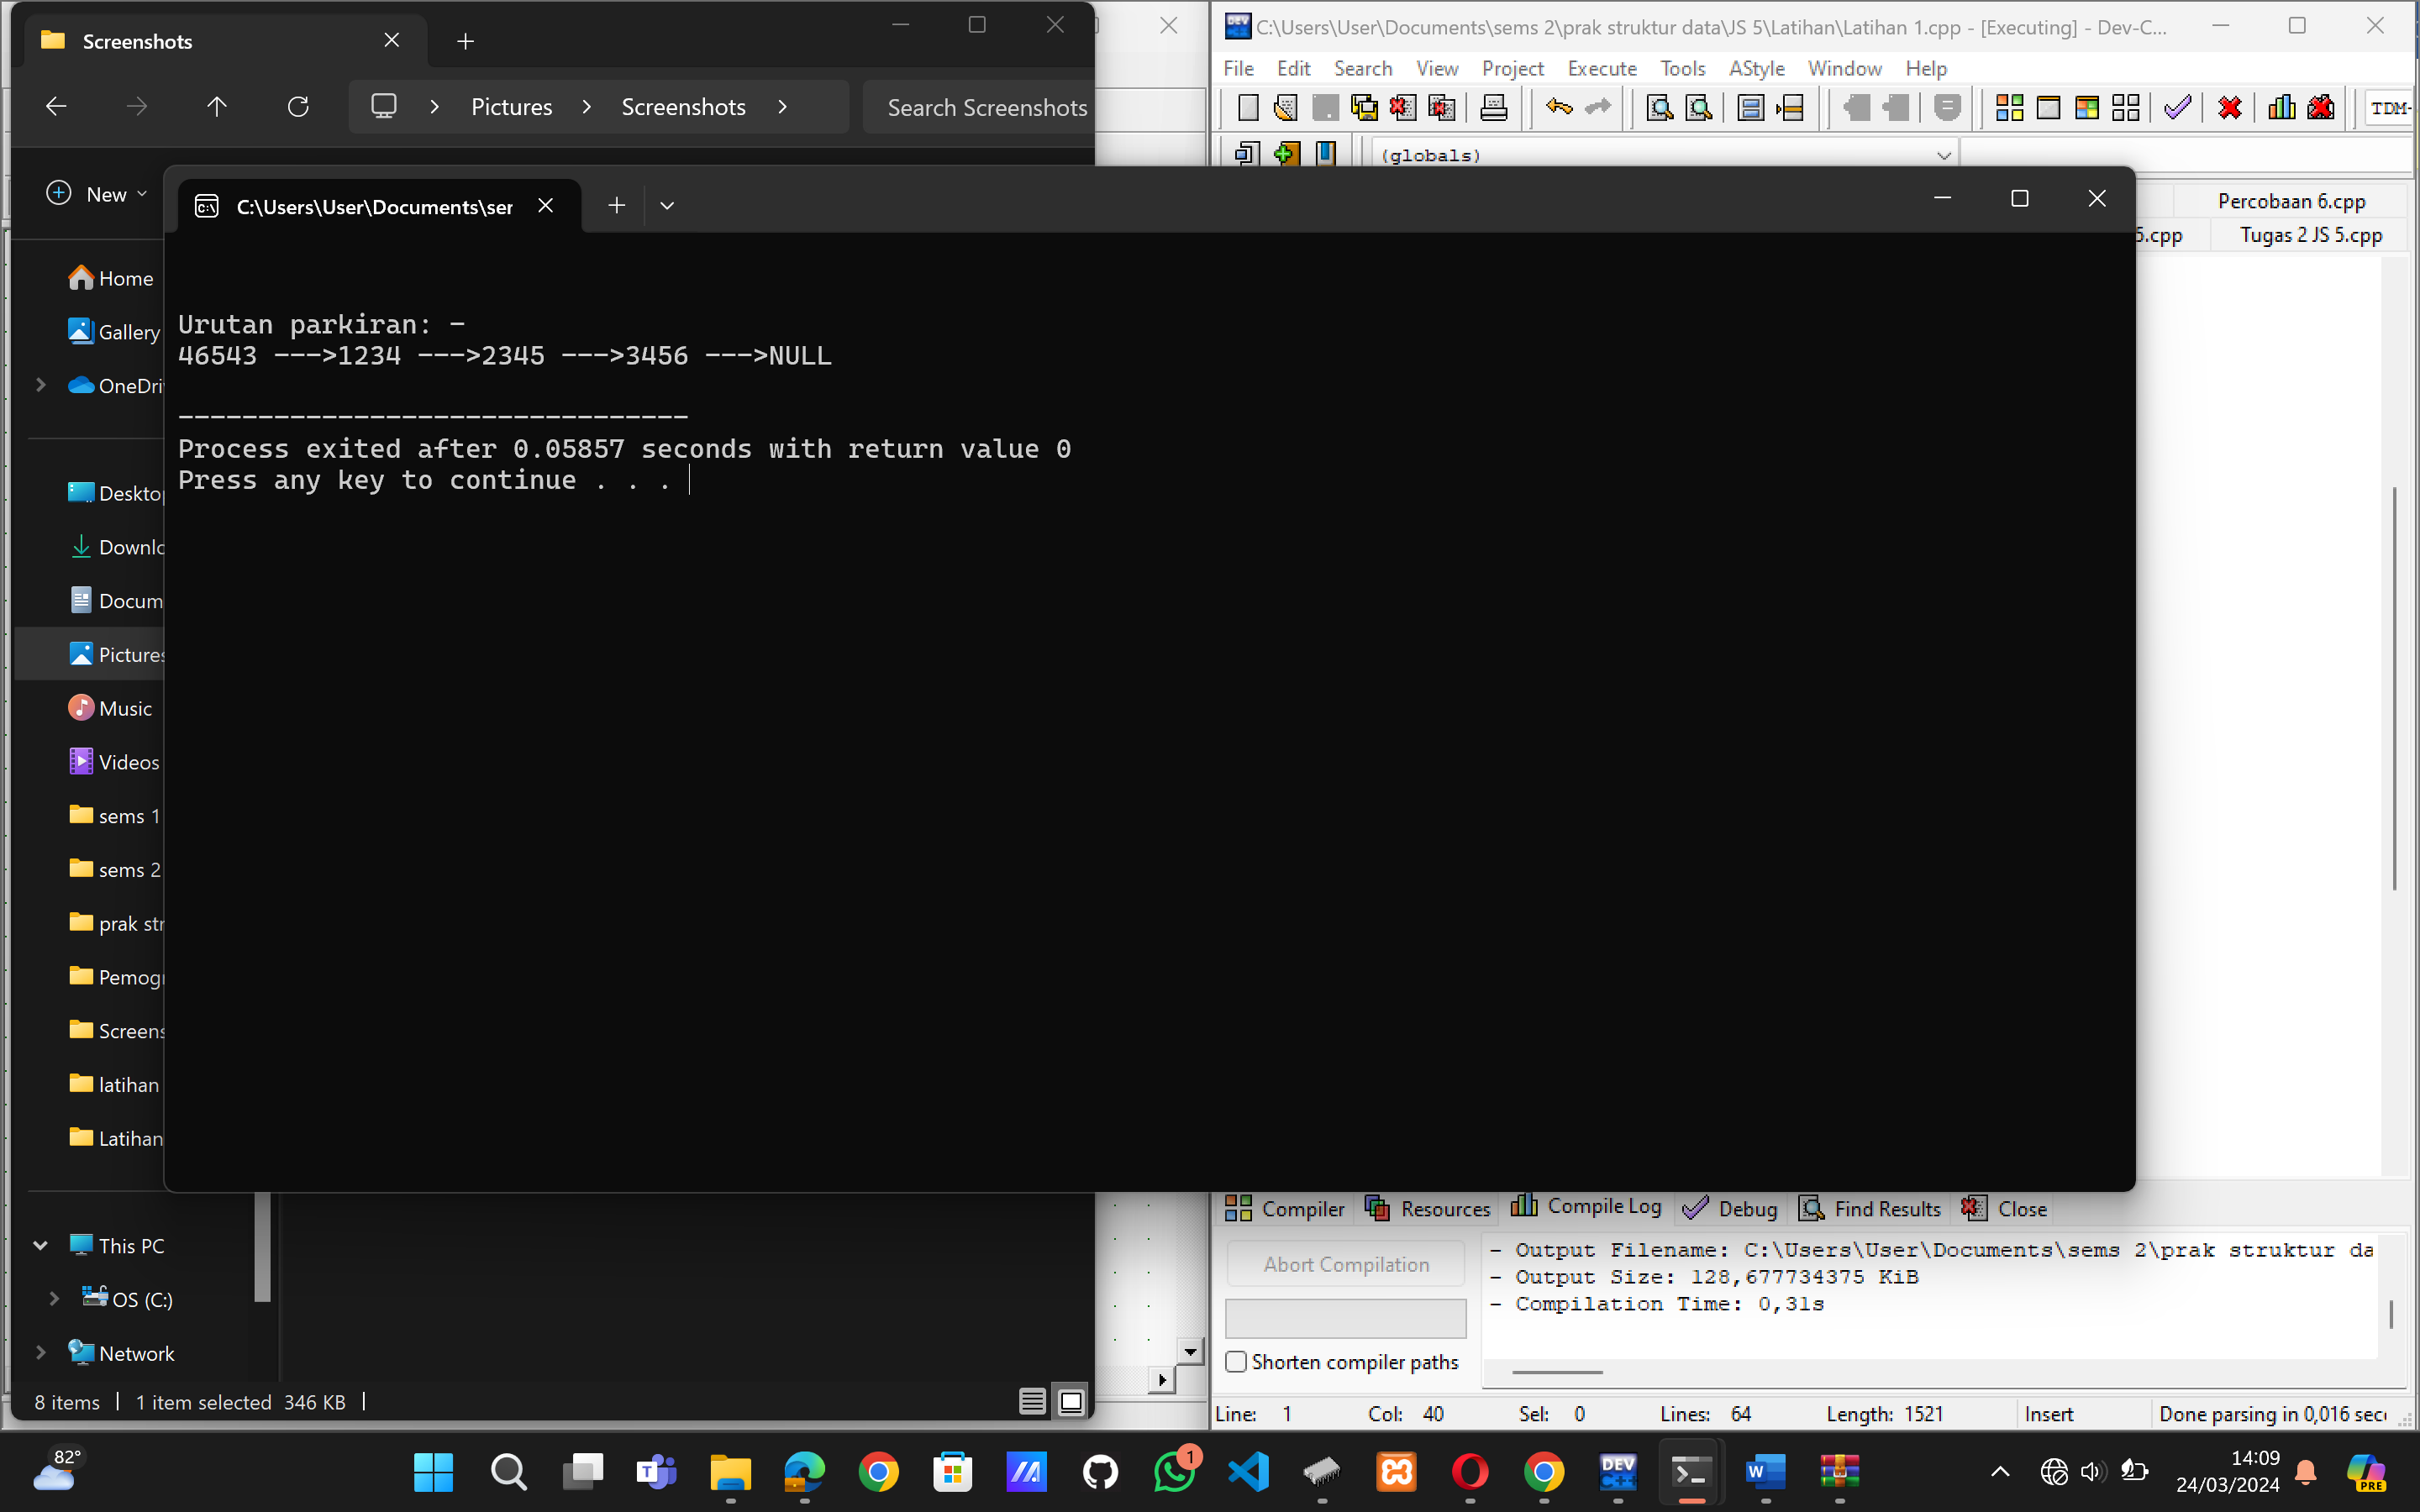 Screenshots
Pictures
Screenshots
Search Screenshots
New
Home
Gallery
OneDri
Deskto
Downlo
Docum
Pictures
Music
Videos
sems 1
sems 2
prak str
Pemogr
Screens
latihan
Latihan
This PC
OS (C:)
Network
8 items
1 item selected 346 KB
C:\Users\User\Documents\ser
Urutan parkiran: -
46543 --->1234 --->2345 --->3456 --->NULL
--------------------------------
Process exited after 0.05857 seconds with return value 0
Press any key to continue . . .
C:\Users\User\Documents\sems 2\prak struktur data\JS 5\Latihan\Latihan 1.cpp - [Executing] - Dev-C...
File Edit Search View Project Execute Tools AStyle Window Help
TDM-
(globals)
Percobaan 6.cpp
5.cpp
Tugas 2 JS 5.cpp
Compiler
Resources
Compile Log
Debug
Find Results
Close
Abort Compilation
Shorten compiler paths
- Output Filename: C:\Users\User\Documents\sems 2\prak struktur da
- Output Size: 128,677734375 KiB
- Compilation Time: 0,31s
Line: 1 Col: 40 Sel: 0 Lines: 64 Length: 1521 Insert Done parsing in 0,016 sec
82°
1
DEV
C++
14:09
24/03/2024
PRE